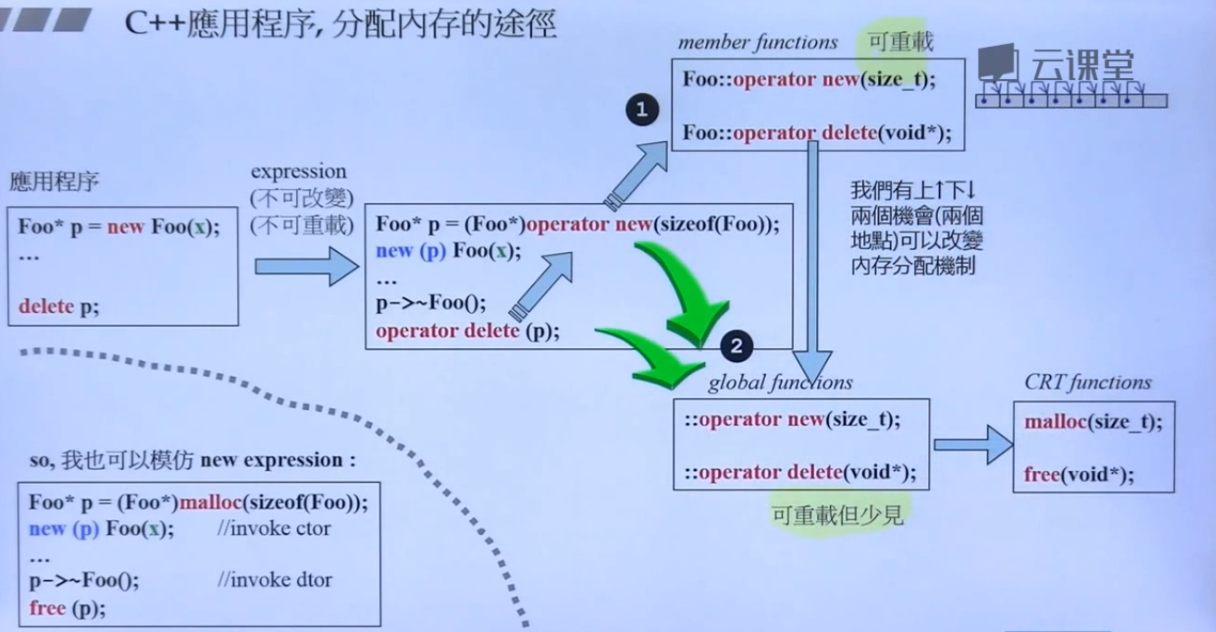 C++應用程序, 分配内存的途徑
member functions 可重載
云课堂
Foo::operator new(size_t);
Foo::operator delete(void*);
1
應用程序
Foo* p = new Foo(x);
...
delete p;
expression
(不可改變)
(不可重載)
Foo* p = (Foo*)operator new(sizeof(Foo));
new (p) Foo(x);
...
p->~Foo();
operator delete (p);
我們有上↑下↓
兩個機會(兩個
地點)可以改變
内存分配機制
2
global functions
::operator new(size_t);
::operator delete(void*);
可重載但少見
CRT functions
malloc(size_t);
free(void*);
so, 我也可以模仿 new expression :
Foo* p = (Foo*)malloc(sizeof(Foo));
new (p) Foo(x); //invoke ctor
...
p->~Foo(); //invoke dtor
free (p);